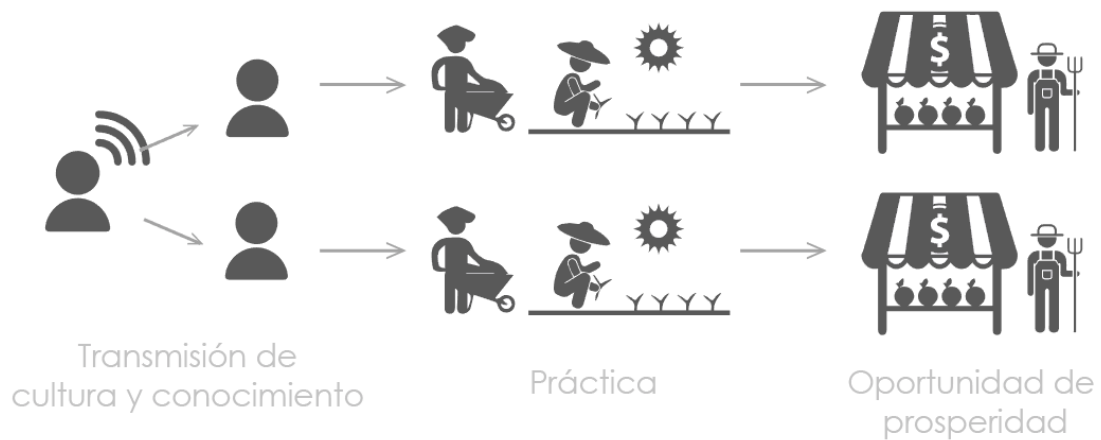 $
$
Transmisión de
cultura y conocimiento
Práctica
Oportunidad de
prosperidad